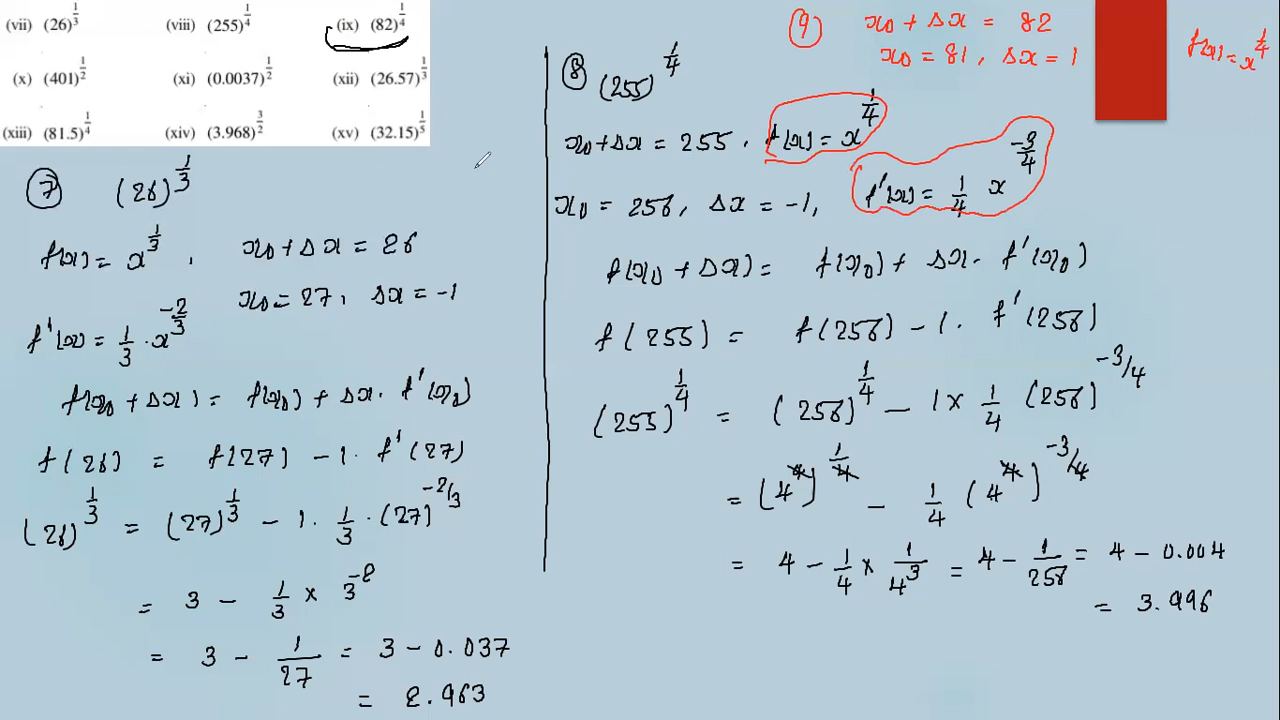 (vii) (26)^{1/3} (viii) (255)^{1/4} (ix) (82)^{1/4}
(x) (401)^{1/2} (xi) (0.0037)^{1/2} (xii) (26.57)^{1/3}
(xiii) (81.5)^{1/4} (xiv) (3.968)^{3/2} (xv) (32.15)^{1/5}
7 (26)^{1/3}
f(x) = x^{1/3}, x0 + Δx = 26
x0 = 27, Δx = -1
f'(x) = 1/3 · x^{-2/3}
f(x0 + Δx) = f(x0) + Δx · f'(x0)
f(26) = f(27) - 1 · f'(27)
(26)^{1/3} = (27)^{1/3} - 1 · 1/3 · (27)^{-2/3}
= 3 - 1/3 × 3^{-2}
= 3 - 1/27 = 3 - 0.037
= 2.963
8 (255)^{1/4}
x0 + Δx = 255, f(x) = x^{1/4}
x0 = 256, Δx = -1, f'(x) = 1/4 x^{-3/4}
f(x0 + Δx) = f(x0) + Δx · f'(x0)
f(255) = f(256) - 1 · f'(256)
(255)^{1/4} = (256)^{1/4} - 1 × 1/4 (256)^{-3/4}
= (4^4)^{1/4} - 1/4 (4^4)^{-3/4}
= 4 - 1/4 × 1/4^3 = 4 - 1/256 = 4 - 0.004
= 3.996
9 x0 + Δx = 82
x0 = 81, Δx = 1
f(x) = x^{1/4}